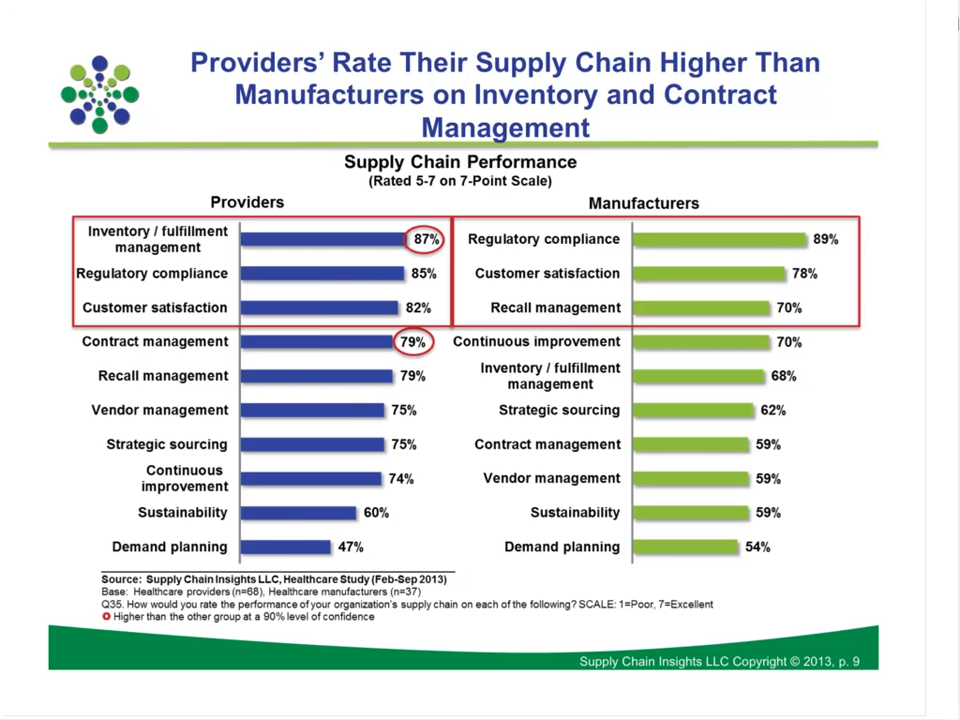 Providers’ Rate Their Supply Chain Higher Than
Manufacturers on Inventory and Contract
Management
Supply Chain Performance
(Rated 5-7 on 7-Point Scale)
Providers
Inventory / fulfillment
management
87%
Regulatory compliance
85%
Customer satisfaction
82%
Contract management
79%
Recall management
79%
Vendor management
75%
Strategic sourcing
75%
Continuous
improvement
74%
Sustainability
60%
Demand planning
47%
Manufacturers
Regulatory compliance
89%
Customer satisfaction
78%
Recall management
70%
Continuous improvement
70%
Inventory / fulfillment
management
68%
Strategic sourcing
62%
Contract management
59%
Vendor management
59%
Sustainability
59%
Demand planning
54%
Source: Supply Chain Insights LLC, Healthcare Study (Feb-Sep 2013)
Base: Healthcare providers (n=68), Healthcare manufacturers (n=37)
Q35. How would you rate the performance of your organization’s supply chain on each of the following? SCALE: 1=Poor, 7=Excellent
Higher than the other group at a 90% level of confidence
Supply Chain Insights LLC Copyright © 2013, p. 9